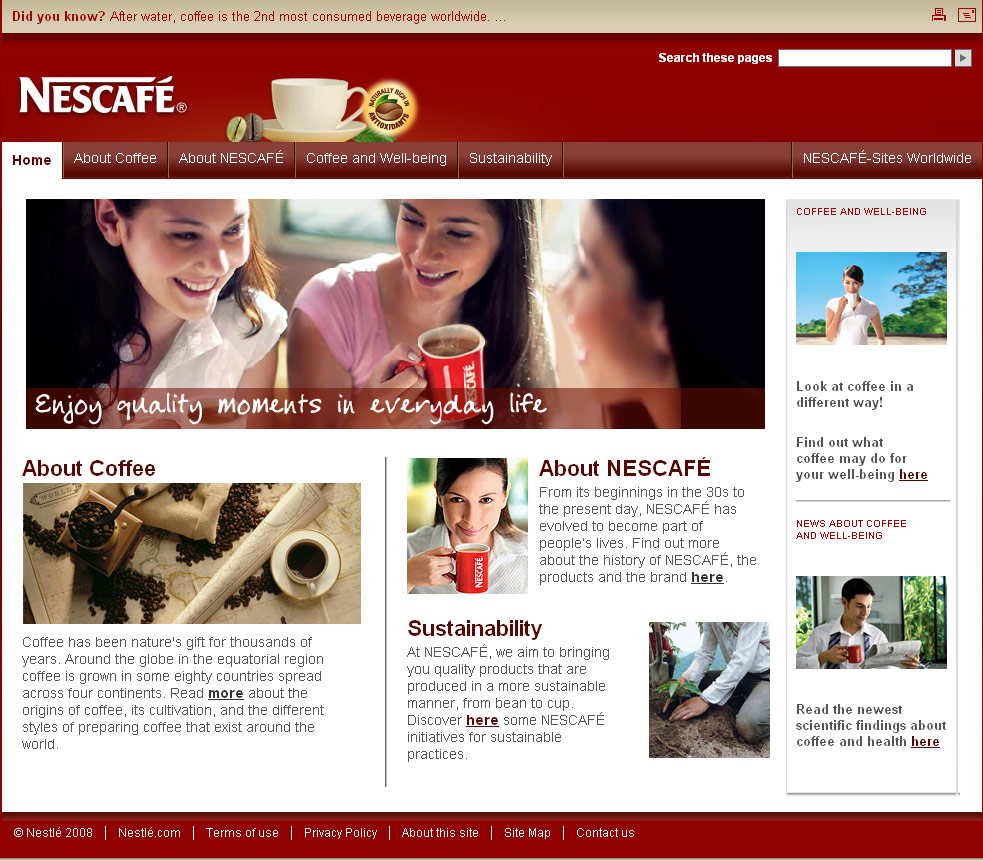 Did you know? After water, coffee is the 2nd most consumed beverage worldwide. ...
Search these pages
NESCAFÉ®
NATURALLY RICH IN
ANTIOXIDANTS
Home
About Coffee
About NESCAFÉ
Coffee and Well-being
Sustainability
NESCAFÉ-Sites Worldwide
NESCAFÉ
Enjoy quality moments in everyday life
About Coffee
WORLD
Coffee has been nature's gift for thousands of
years. Around the globe in the equatorial region
coffee is grown in some eighty countries spread
across four continents. Read more about the
origins of coffee, its cultivation, and the different
styles of preparing coffee that exist around the
world.
About NESCAFÉ
NESCAFÉ
From its beginnings in the 30s to
the present day, NESCAFÉ has
evolved to become part of
people's lives. Find out more
about the history of NESCAFÉ, the
products and the brand here.
Sustainability
At NESCAFÉ, we aim to bringing
you quality products that are
produced in a more sustainable
manner, from bean to cup.
Discover here some NESCAFÉ
initiatives for sustainable
practices.
COFFEE AND WELL-BEING
Look at coffee in a
different way!
Find out what
coffee may do for
your well-being here
NEWS ABOUT COFFEE
AND WELL-BEING
Read the newest
scientific findings about
coffee and health here
© Nestlé 2008
Nestlé.com
Terms of use
Privacy Policy
About this site
Site Map
Contact us